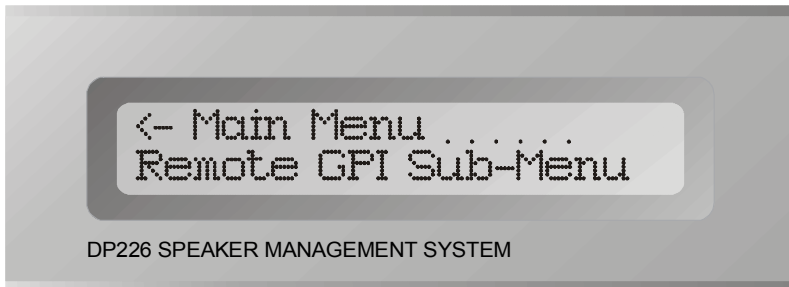 <- Main Menu ......
Remote GPI Sub-Menu
DP226 SPEAKER MANAGEMENT SYSTEM